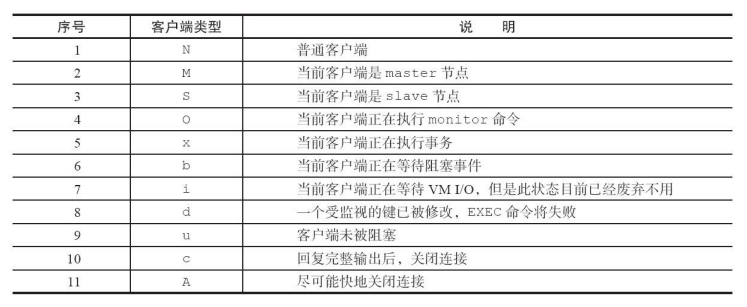 序号 客户端类型 说 明
1 N 普通客户端
2 M 当前客户端是 master 节点
3 S 当前客户端是 slave 节点
4 O 当前客户端正在执行 monitor 命令
5 x 当前客户端正在执行事务
6 b 当前客户端正在等待阻塞事件
7 i 当前客户端正在等待 VM I/O，但是此状态目前已经废弃不用
8 d 一个受监视的键已被修改，EXEC 命令将失败
9 u 客户端未被阻塞
10 c 回复完整输出后，关闭连接
11 A 尽可能快地关闭连接